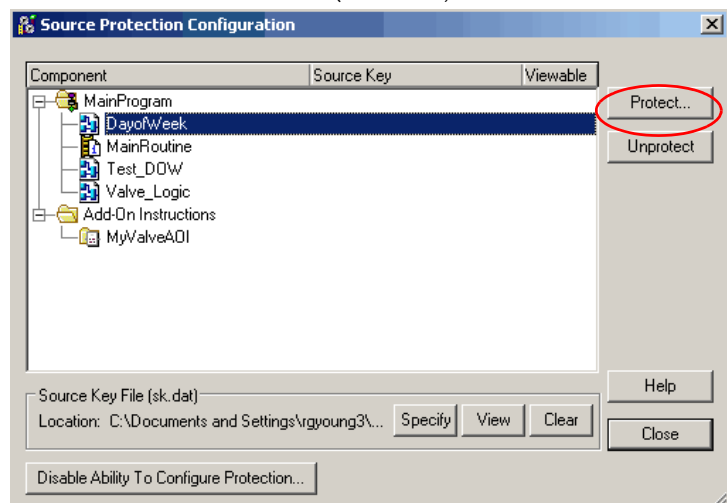 Source Protection Configuration
Component Source Key Viewable
MainProgram
Protect...
DayofWeek
MainRoutine
Unprotect
Test_DOW
Valve_Logic
Add-On Instructions
MyValveAOI
Help
Source Key File (sk.dat)
Location: C:\Documents and Settings\rgyoung3\... Specify View Clear
Close
Disable Ability To Configure Protection...